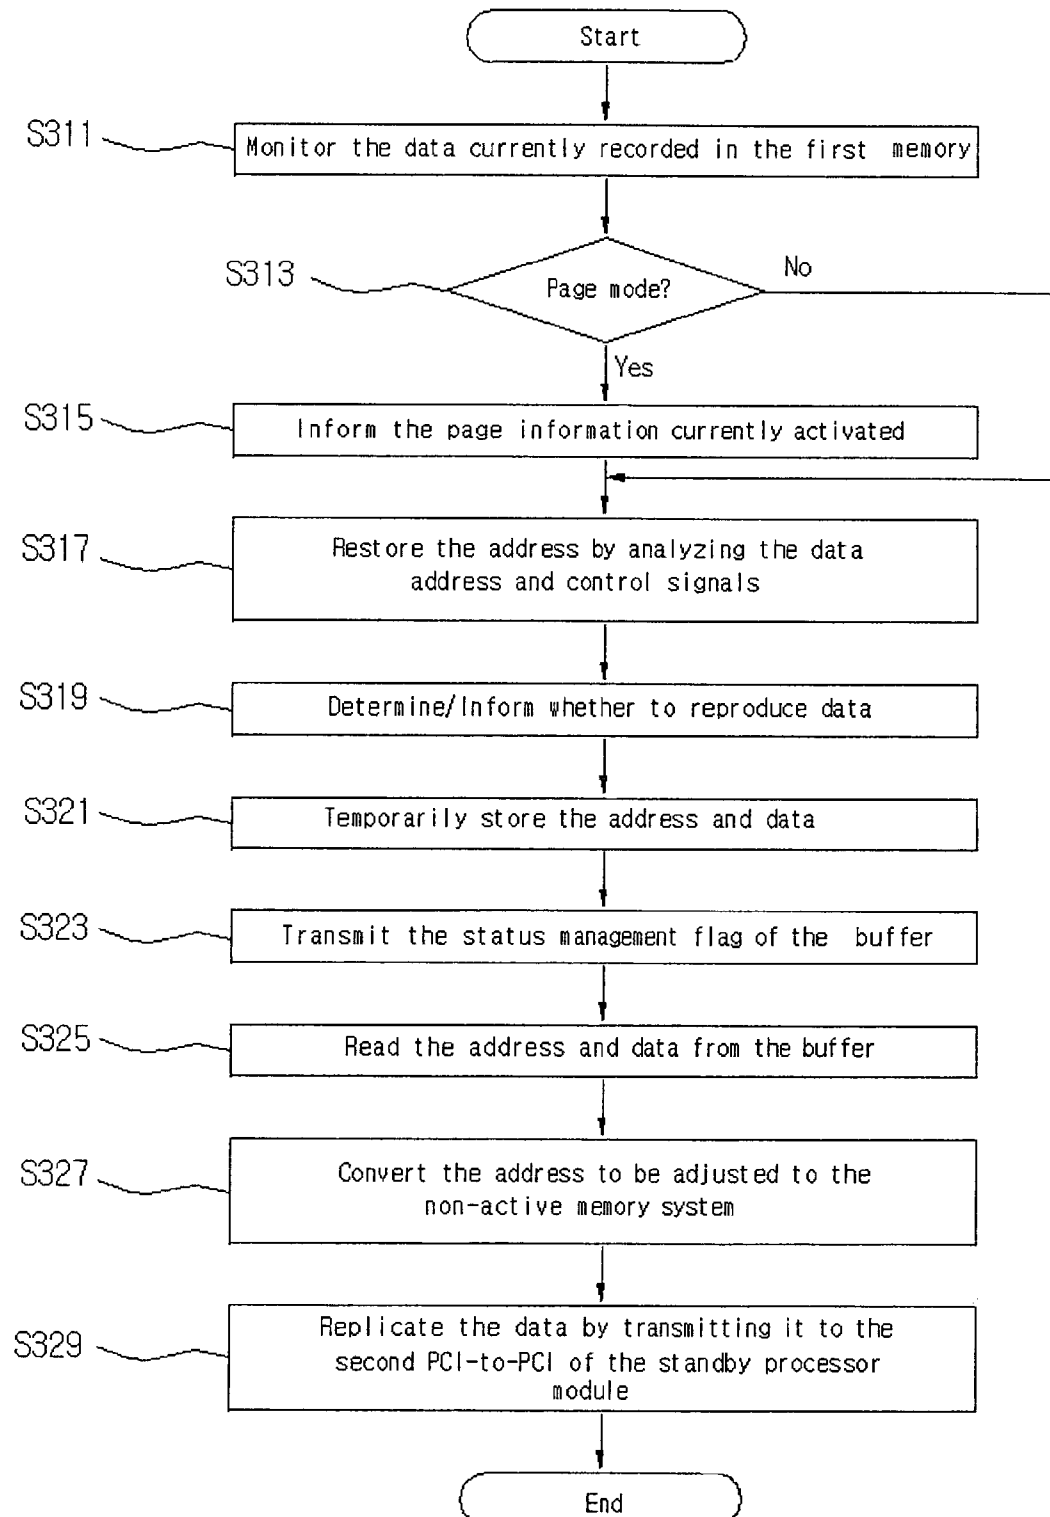 Start
S311
Monitor the data currently recorded in the first memory
S313
Page mode?
No
Yes
S315
Inform the page information currently activated
S317
Restore the address by analyzing the data
address and control signals
S319
Determine/Inform whether to reproduce data
S321
Temporarily store the address and data
S323
Transmit the status management flag of the buffer
S325
Read the address and data from the buffer
S327
Convert the address to be adjusted to the
non-active memory system
S329
Replicate the data by transmitting it to the
second PCI-to-PCI of the standby processor
module
End